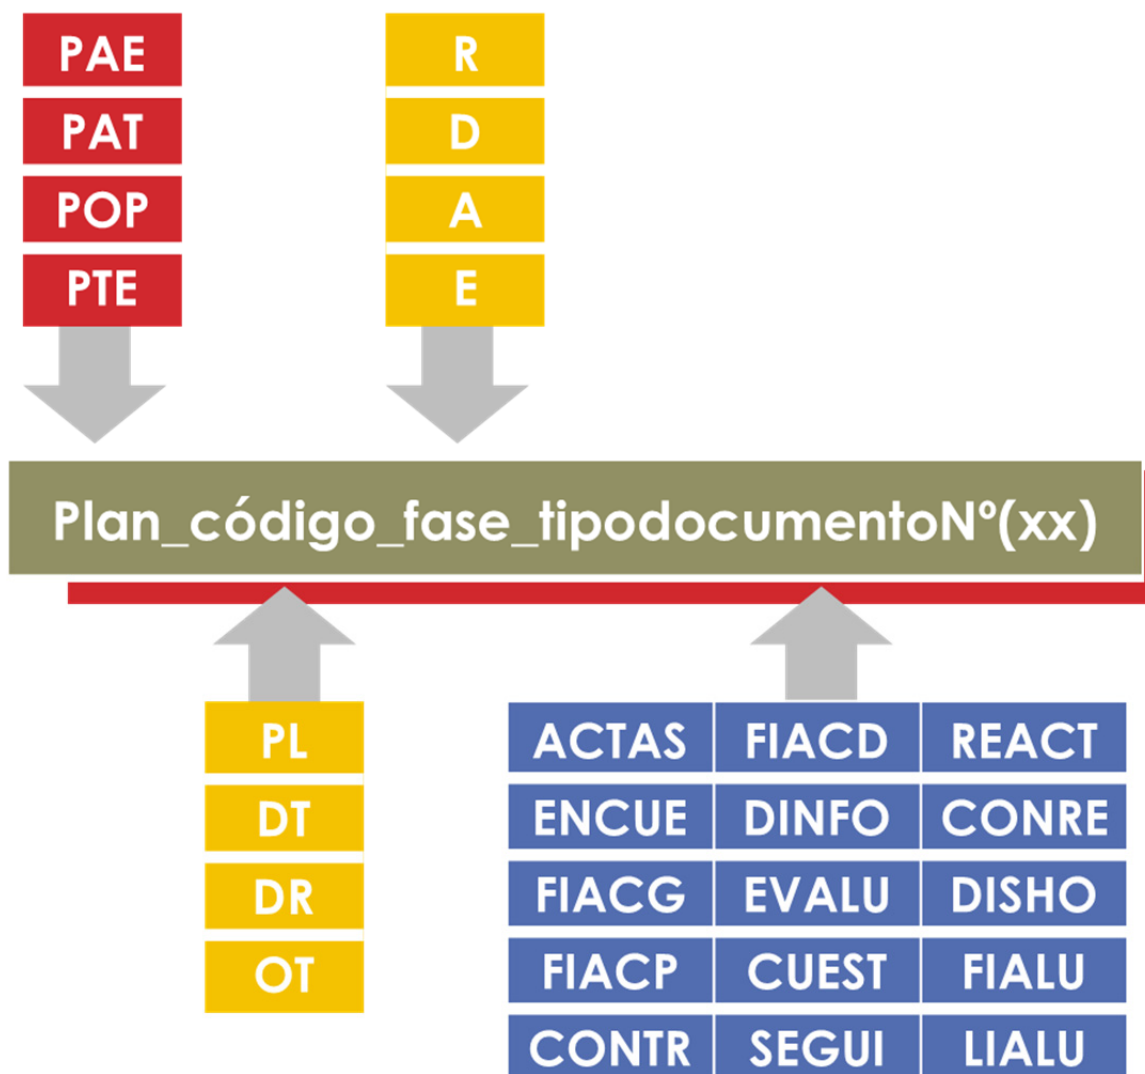 PAE R
PAT D
POP A
PTE E
Plan_código_fase_tipodocumentoNº(xx)
PL ACTAS FIACD REACT
DT ENCUE DINFO CONRE
DR FIACG EVALU DISHO
OT FIACP CUEST FIALU
CONTR SEGUI LIALU